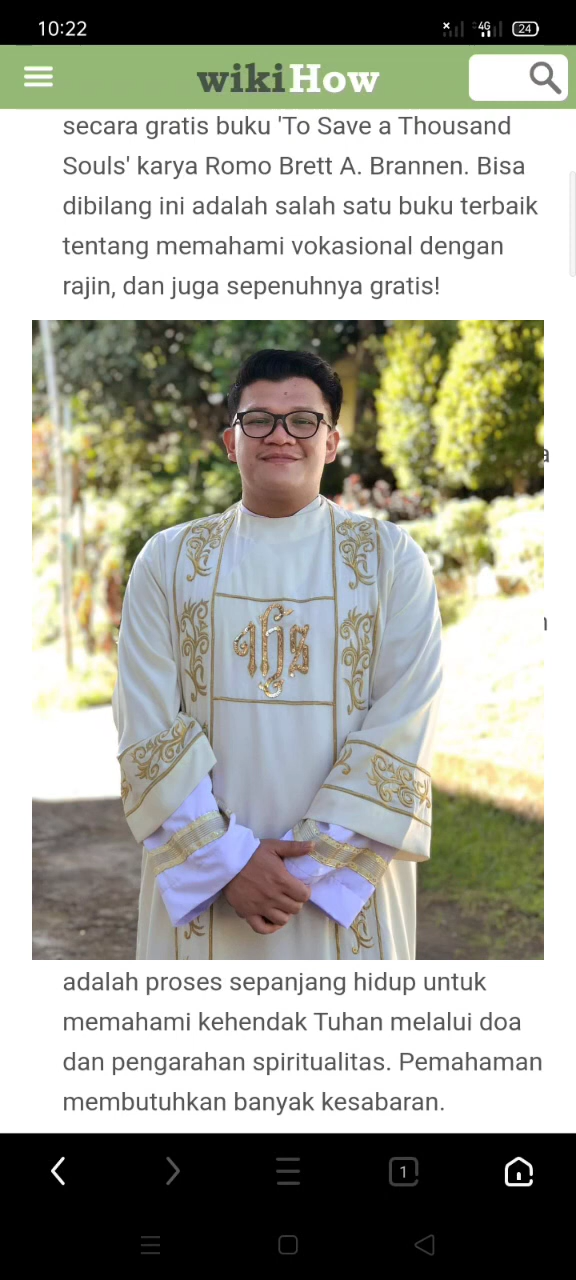 10:22
4G
24
wikiHow
secara gratis buku 'To Save a Thousand
Souls' karya Romo Brett A. Brannen. Bisa
dibilang ini adalah salah satu buku terbaik
tentang memahami vokasional dengan
rajin, dan juga sepenuhnya gratis!
a
adalah proses sepanjang hidup untuk
memahami kehendak Tuhan melalui doa
dan pengarahan spiritualitas. Pemahaman
membutuhkan banyak kesabaran.
1